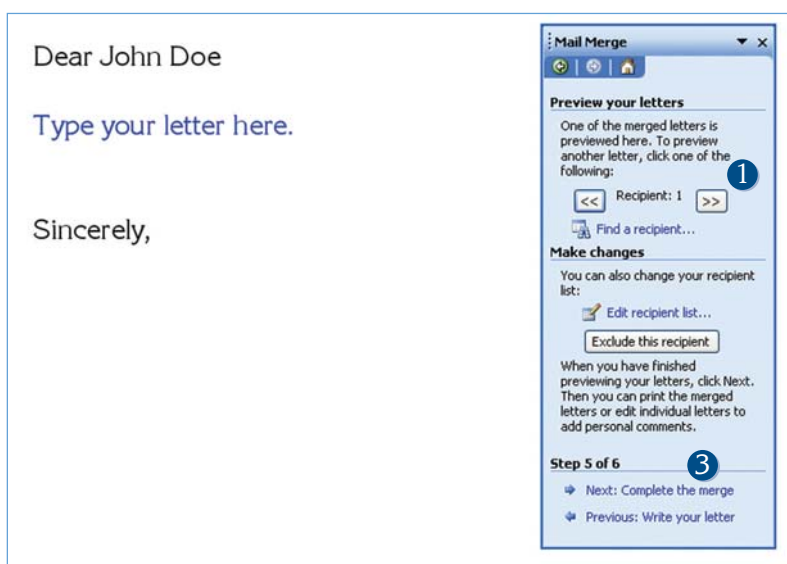 Dear John Doe
Type your letter here.
Sincerely,
Mail Merge
Preview your letters
One of the merged letters is
previewed here. To preview
another letter, click one of the
following:
1
<< Recipient: 1 >>
Find a recipient...
Make changes
You can also change your recipient
list:
Edit recipient list...
Exclude this recipient
When you have finished
previewing your letters, click Next.
Then you can print the merged
letters or edit individual letters to
add personal comments.
Step 5 of 6
3
Next: Complete the merge
Previous: Write your letter